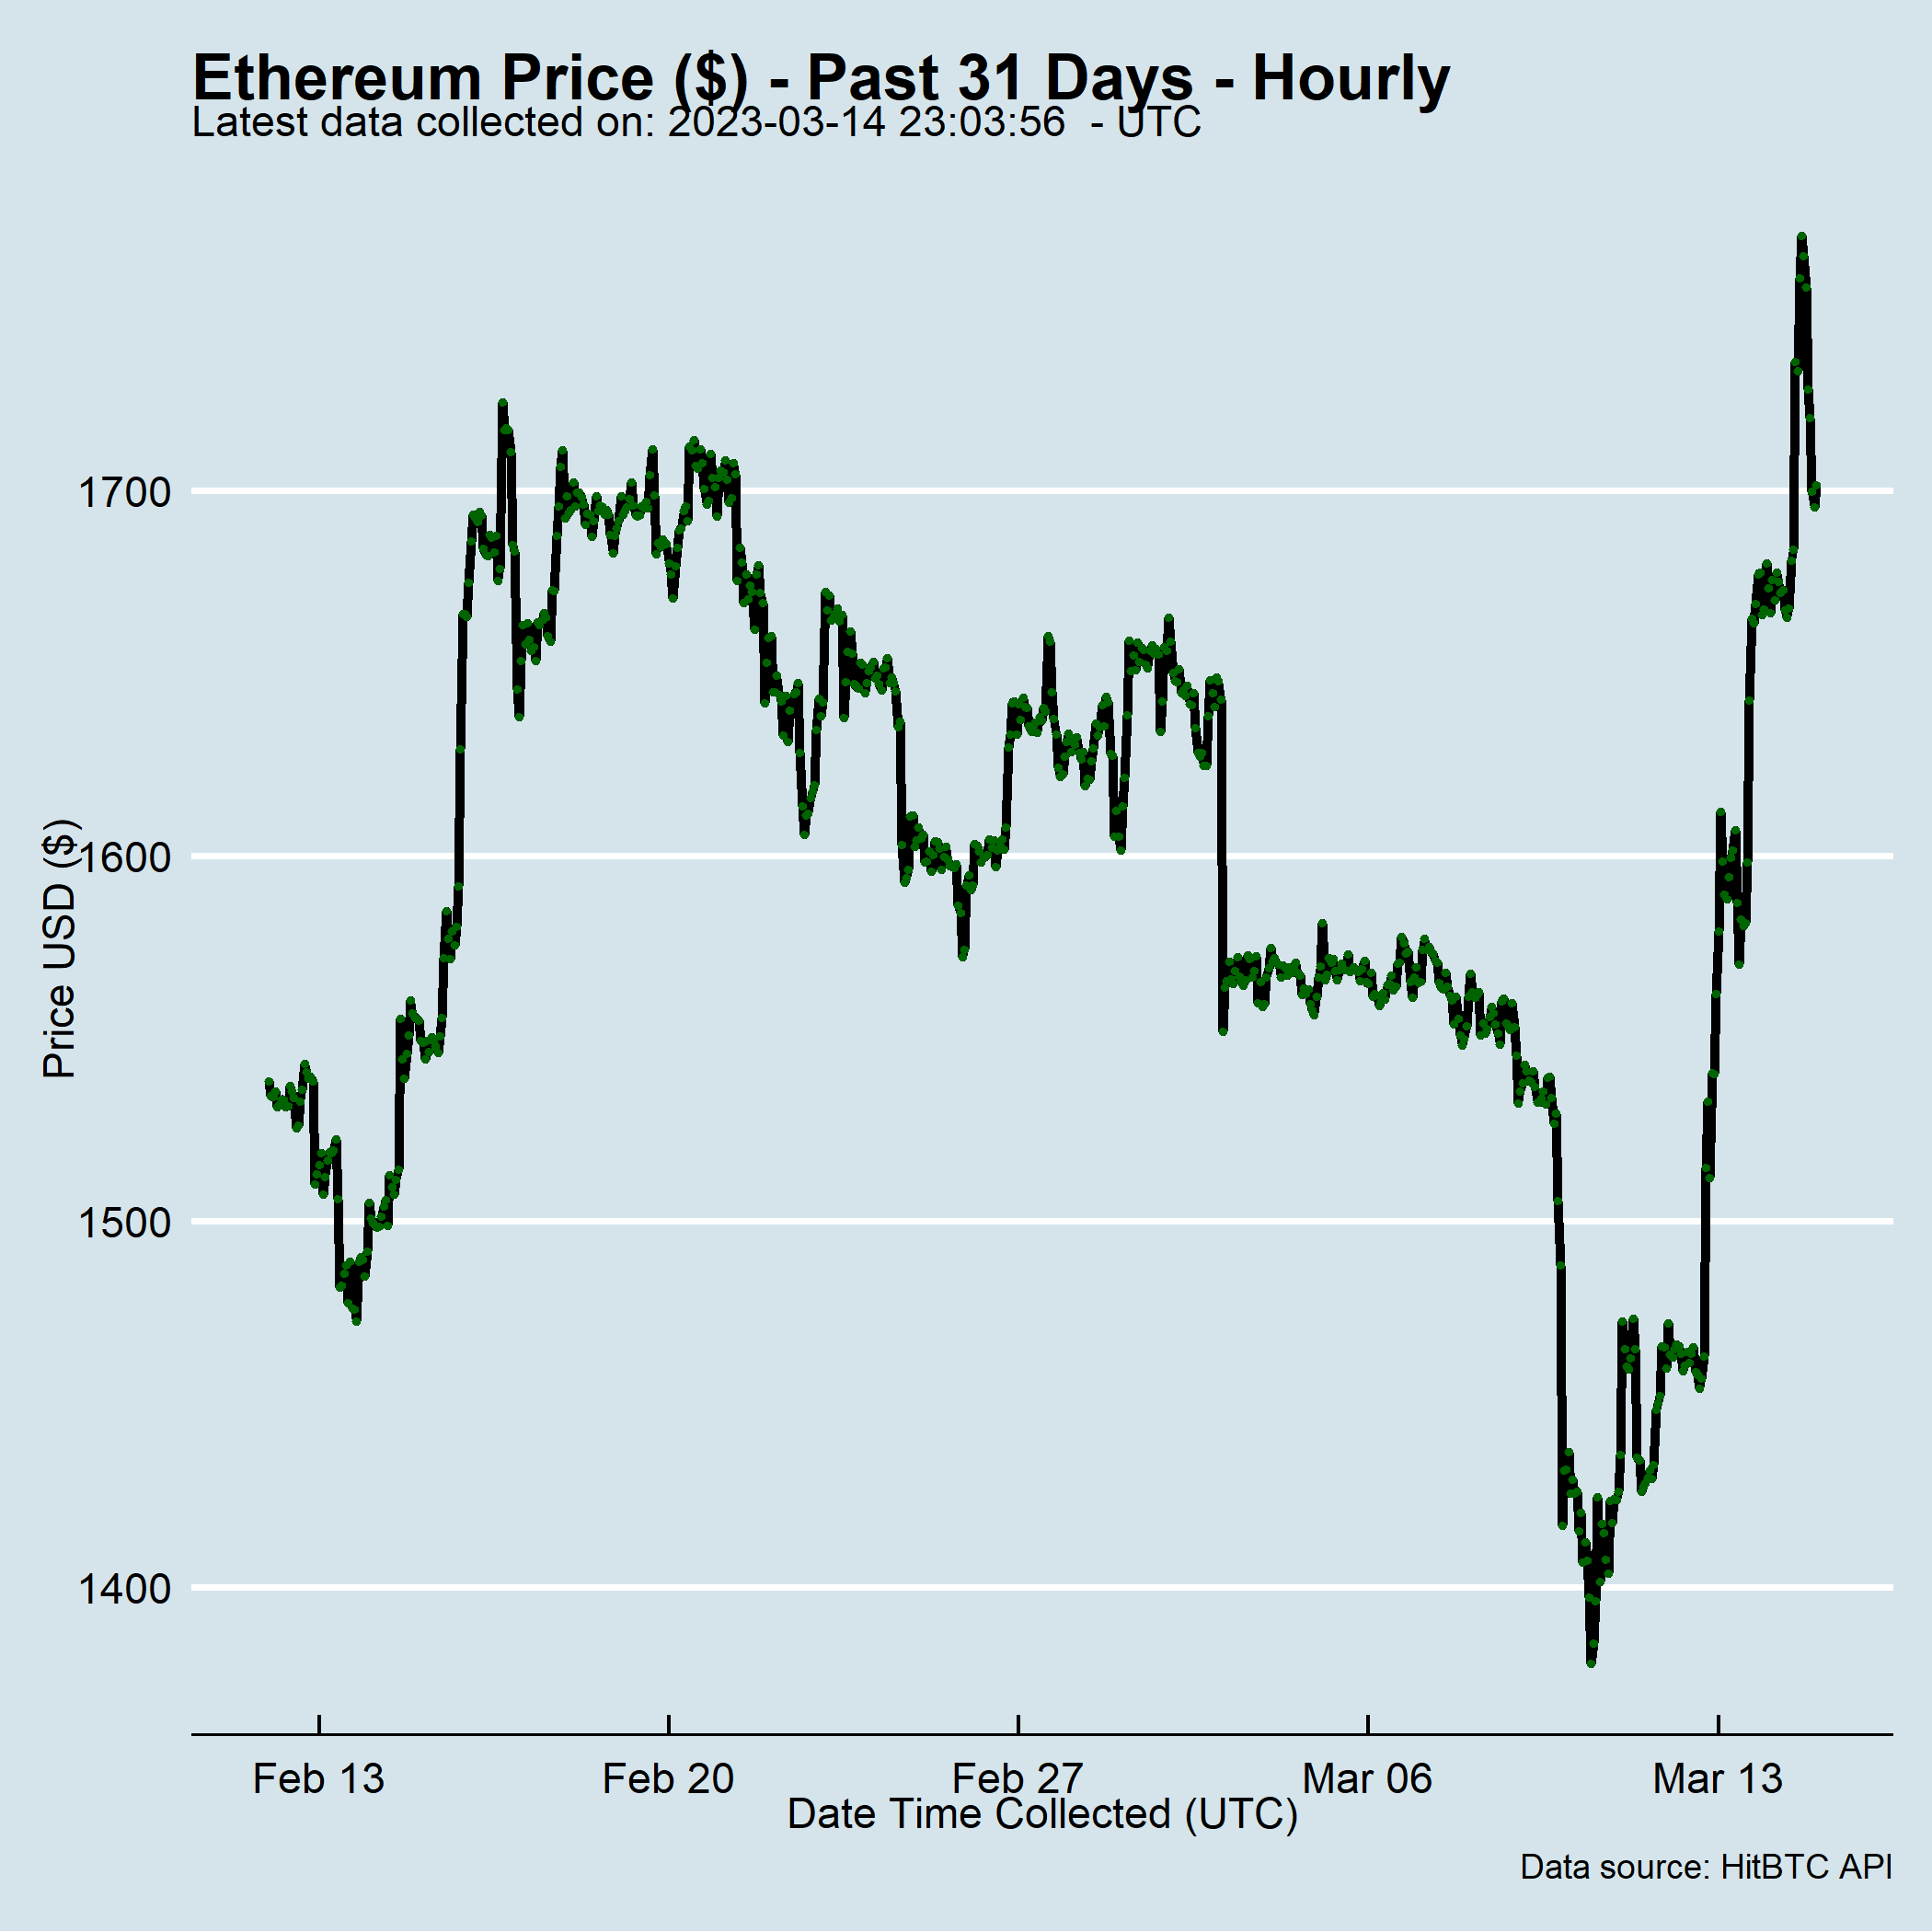 Ethereum Price ($) - Past 31 Days - Hourly
Latest data collected on: 2023-03-14 23:03:56  - UTC
Price USD ($)
1700
1600
1500
1400
Feb 13 Feb 20 Feb 27 Mar 06 Mar 13
Date Time Collected (UTC)
Data source: HitBTC API